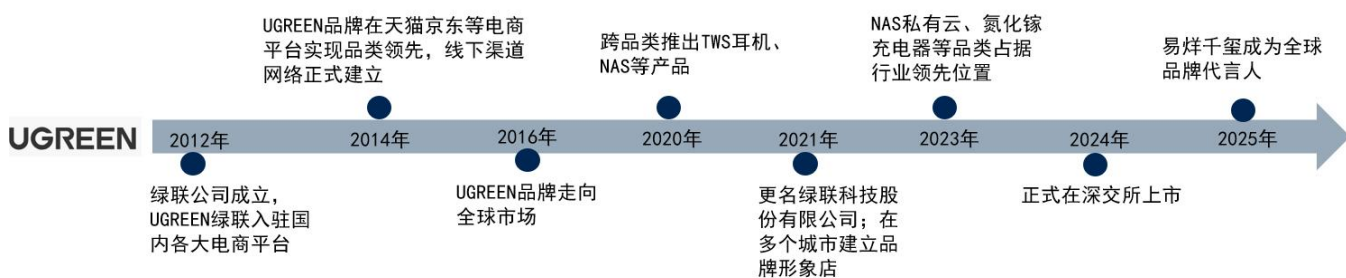 UGREEN
2012年
绿联公司成立，
UGREEN绿联入驻国
内各大电商平台
UGREEN品牌在天猫京东等电商
平台实现品类领先，线下渠道
网络正式建立
2014年
2016年
UGREEN品牌走向
全球市场
跨品类推出TWS耳机、
NAS等产品
2020年
2021年
更名绿联科技股
份有限公司；在
多个城市建立品
牌形象店
NAS私有云、氮化镓
充电器等品类占据
行业领先位置
2023年
2024年
正式在深交所上市
易烊千玺成为全球
品牌代言人
2025年